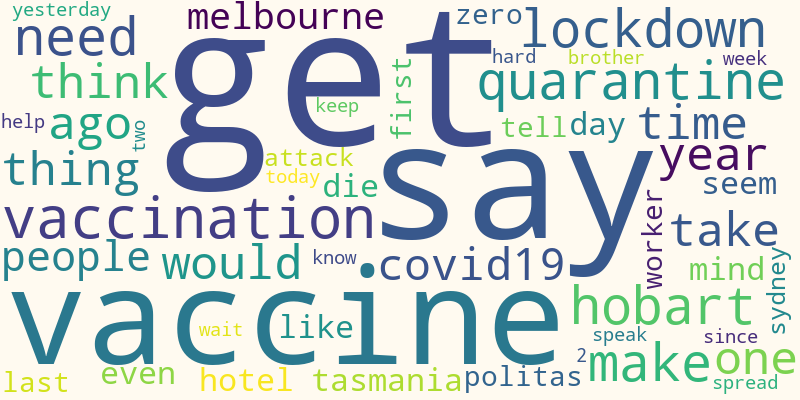 yesterday
melbourne
zero
lockdown
need
get
hard
brother
week
think
first
quarantine
keep
help
ago
two
tell
day
time
attack
say
year
thing
today
die
seem
vaccination
worker
take
people
would
know
covid19
mind
sydney
vaccine
hobart
wait
like
speak
since
last
even
hotel
tasmania
politas
2
make
one
spread